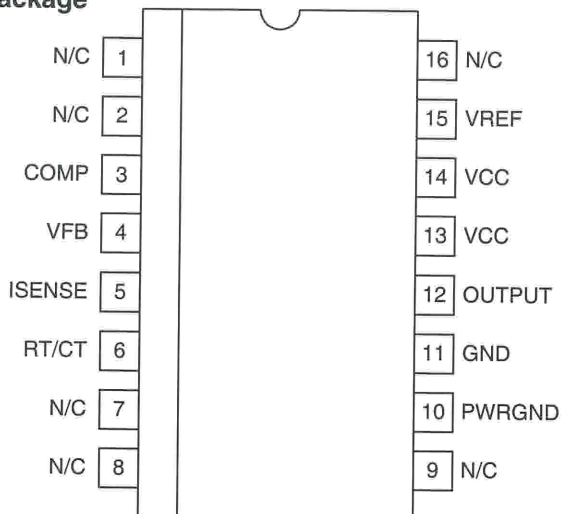 N/C 1
N/C 2
COMP 3
VFB 4
ISENSE 5
RT/CT 6
N/C 7
N/C 8
16 N/C
15 VREF
14 VCC
13 VCC
12 OUTPUT
11 GND
10 PWRGND
9 N/C